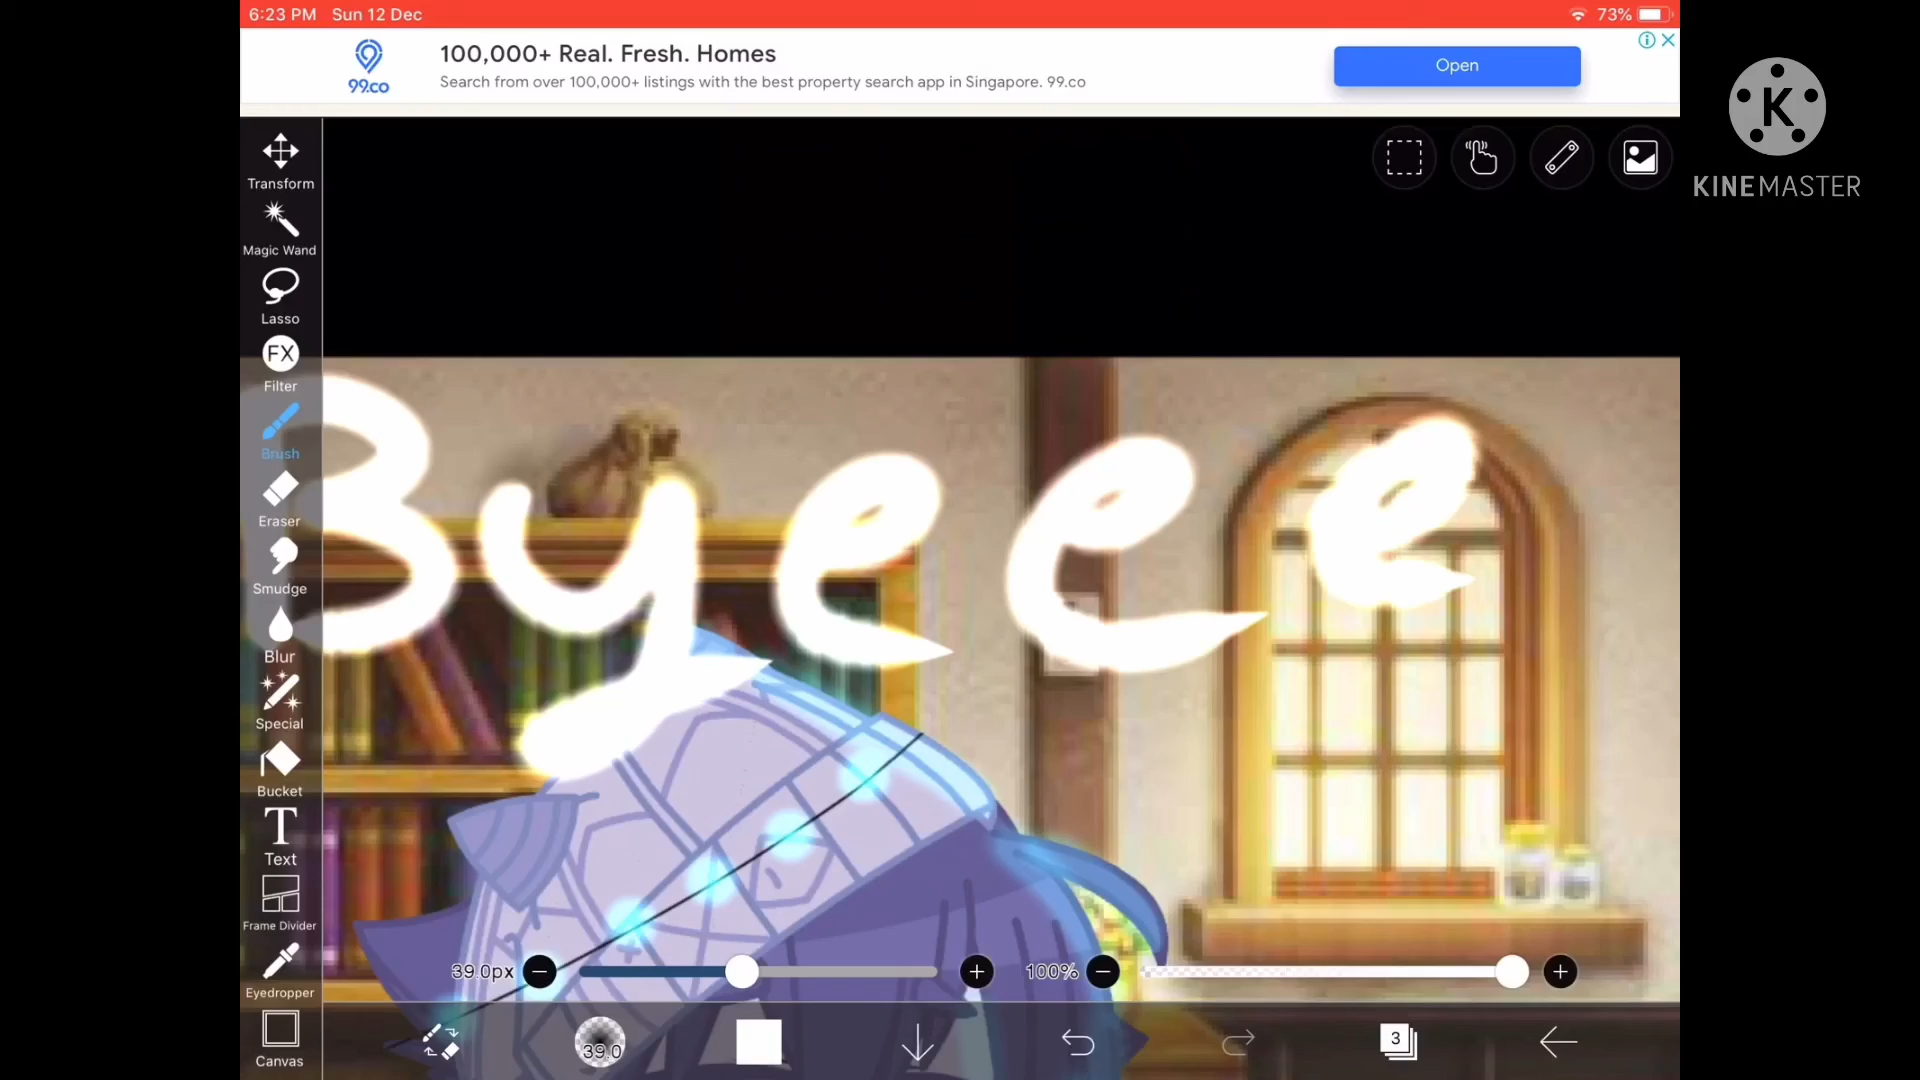 6:23 PM Sun 12 Dec 73%
100,000+ Real. Fresh. Homes
Search from over 100,000+ listings with the best property search app in Singapore. 99.co
99.co
Open
K
KINEMASTER
Transform
Magic Wand
Lasso
FX
Filter
Brush
Eraser
Smudge
Blur
Special
Bucket
T
Text
Frame Divider
Eyedropper
Canvas
Byeee
39.0px
100%
39.0
3